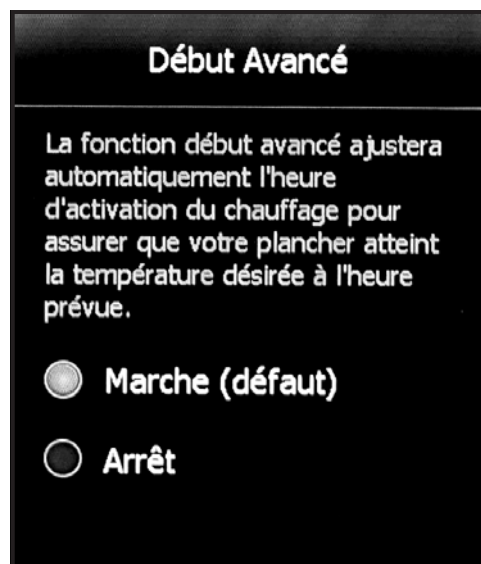 Début Avancé
La fonction début avancé ajustera
automatiquement l'heure
d'activation du chauffage pour
assurer que votre plancher atteint
la température désirée à l'heure
prévue.
Marche (défaut)
Arrêt